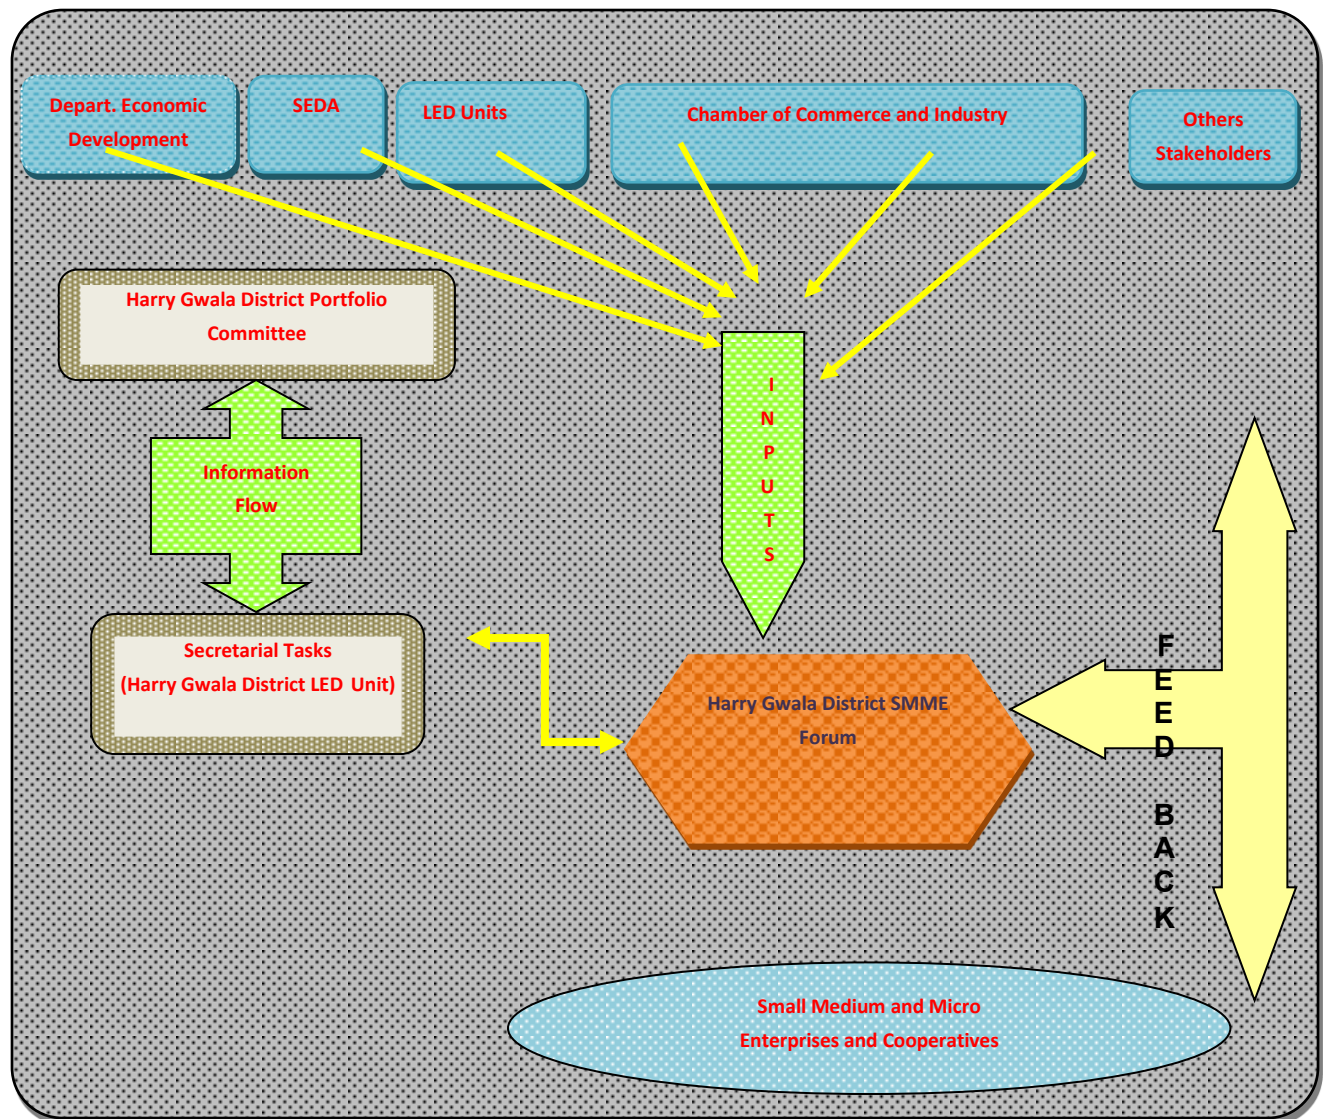 Depart. Economic
Development
SEDA
LED Units
Chamber of Commerce and Industry
Others
Stakeholders
Harry Gwala District Portfolio
Committee
I
N
P
U
T
S
Information
Flow
Secretarial Tasks
(Harry Gwala District LED Unit)
Harry Gwala District SMME
Forum
F
E
E
D
B
A
C
K
Small Medium and Micro
Enterprises and Cooperatives